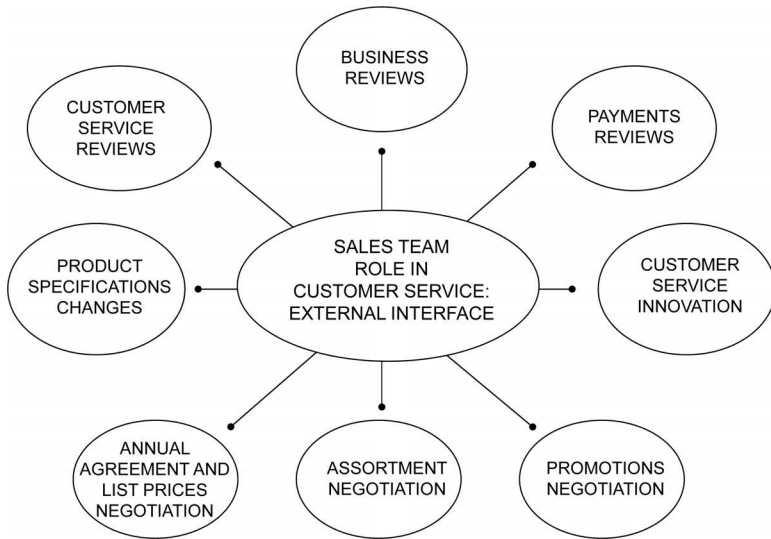 BUSINESS
REVIEWS
CUSTOMER
SERVICE
REVIEWS
PAYMENTS
REVIEWS
SALES TEAM
ROLE IN
CUSTOMER SERVICE:
EXTERNAL INTERFACE
PRODUCT
SPECIFICATIONS
CHANGES
CUSTOMER
SERVICE
INNOVATION
ANNUAL
AGREEMENT AND
LIST PRICES
NEGOTIATION
ASSORTMENT
NEGOTIATION
PROMOTIONS
NEGOTIATION